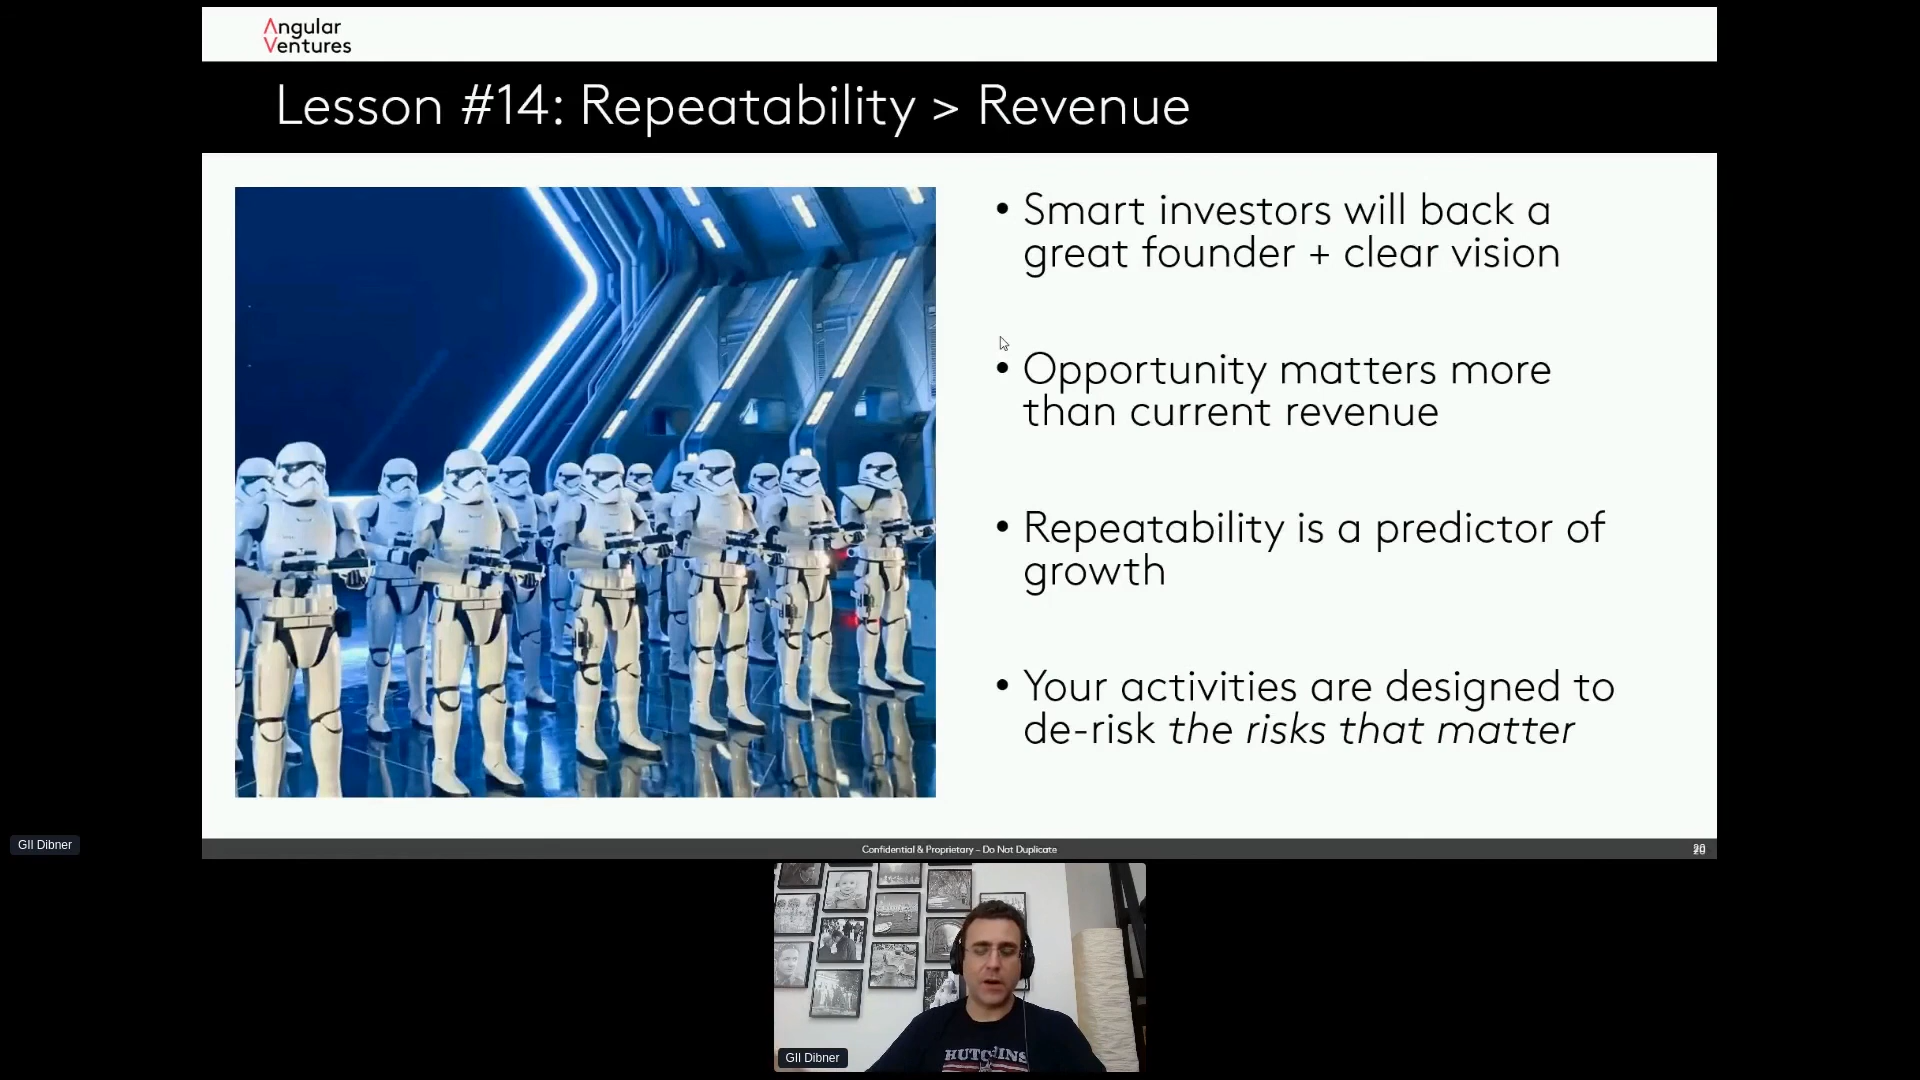 Angular
Ventures
Lesson #14: Repeatability > Revenue
• Smart investors will back a
great founder + clear vision
• Opportunity matters more
than current revenue
• Repeatability is a predictor of
growth
• Your activities are designed to
de-risk the risks that matter
Confidential & Proprietary – Do Not Duplicate
GIl Dibner
GIl Dibner
HUTCHINS